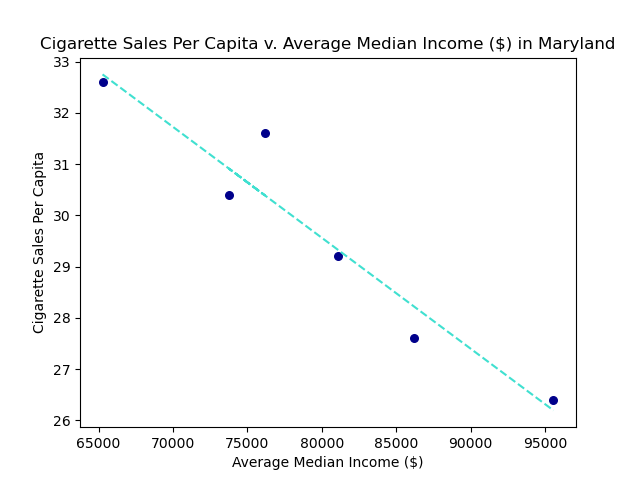 Cigarette Sales Per Capita v. Average Median Income ($) in Maryland
33
32
31
30
29
28
27
26
Cigarette Sales Per Capita
65000 70000 75000 80000 85000 90000 95000
Average Median Income ($)